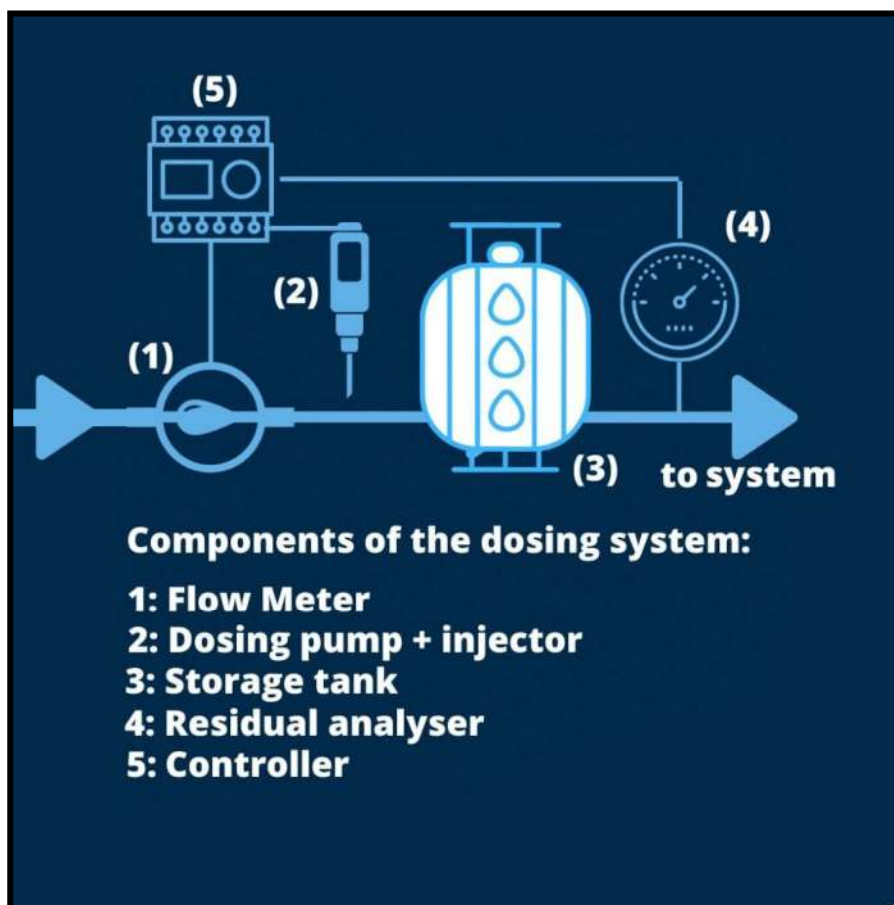 (5)
(4)
(2)
(1)
(3)
to system
Components of the dosing system:
1: Flow Meter
2: Dosing pump + injector
3: Storage tank
4: Residual analyser
5: Controller